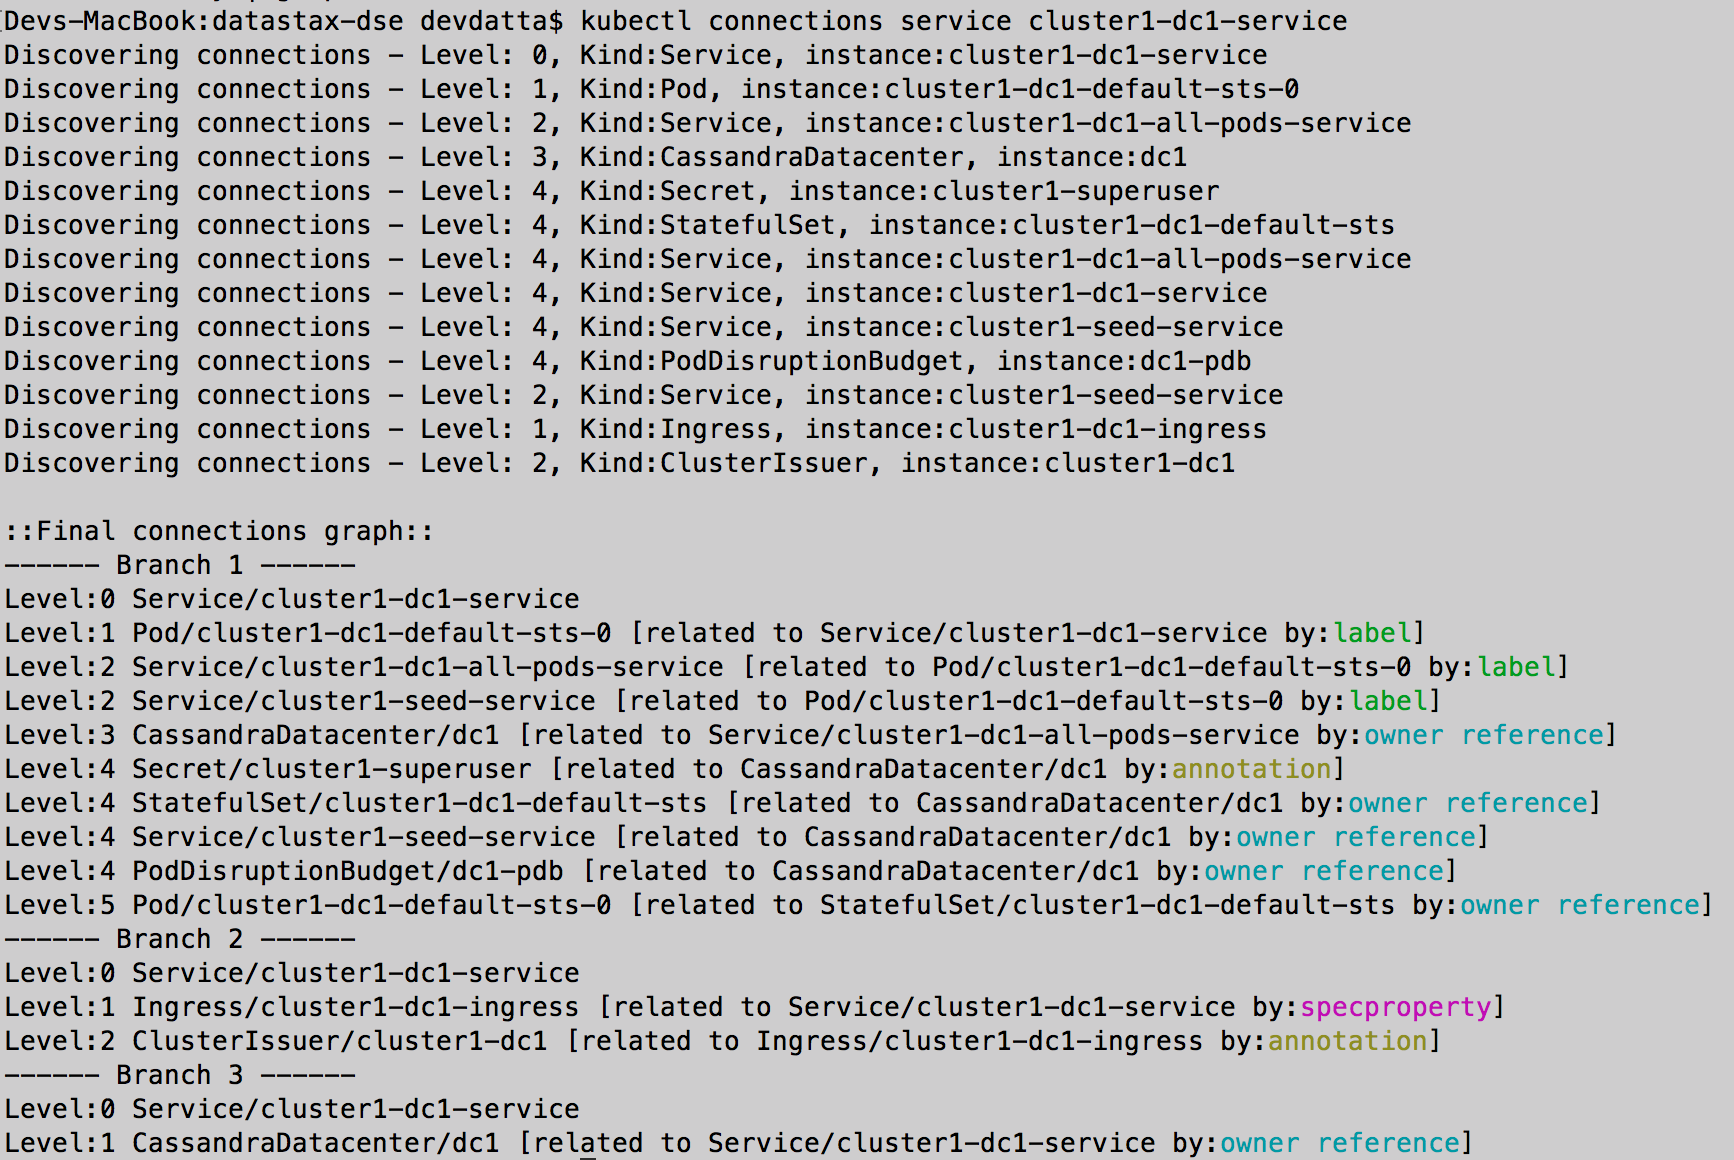 Devs-MacBook:datastax-dse devdatta$ kubectl connections service cluster1-dc1-service
Discovering connections - Level: 0, Kind:Service, instance:cluster1-dc1-service
Discovering connections - Level: 1, Kind:Pod, instance:cluster1-dc1-default-sts-0
Discovering connections - Level: 2, Kind:Service, instance:cluster1-dc1-all-pods-service
Discovering connections - Level: 3, Kind:CassandraDatacenter, instance:dc1
Discovering connections - Level: 4, Kind:Secret, instance:cluster1-superuser
Discovering connections - Level: 4, Kind:StatefulSet, instance:cluster1-dc1-default-sts
Discovering connections - Level: 4, Kind:Service, instance:cluster1-dc1-all-pods-service
Discovering connections - Level: 4, Kind:Service, instance:cluster1-dc1-service
Discovering connections - Level: 4, Kind:Service, instance:cluster1-seed-service
Discovering connections - Level: 4, Kind:PodDisruptionBudget, instance:dc1-pdb
Discovering connections - Level: 2, Kind:Service, instance:cluster1-seed-service
Discovering connections - Level: 1, Kind:Ingress, instance:cluster1-dc1-ingress
Discovering connections - Level: 2, Kind:ClusterIssuer, instance:cluster1-dc1
::Final connections graph::
------ Branch 1 ------
Level:0 Service/cluster1-dc1-service
Level:1 Pod/cluster1-dc1-default-sts-0 [related to Service/cluster1-dc1-service by:label]
Level:2 Service/cluster1-dc1-all-pods-service [related to Pod/cluster1-dc1-default-sts-0 by:label]
Level:2 Service/cluster1-seed-service [related to Pod/cluster1-dc1-default-sts-0 by:label]
Level:3 CassandraDatacenter/dc1 [related to Service/cluster1-dc1-all-pods-service by:owner reference]
Level:4 Secret/cluster1-superuser [related to CassandraDatacenter/dc1 by:annotation]
Level:4 StatefulSet/cluster1-dc1-default-sts [related to CassandraDatacenter/dc1 by:owner reference]
Level:4 Service/cluster1-seed-service [related to CassandraDatacenter/dc1 by:owner reference]
Level:4 PodDisruptionBudget/dc1-pdb [related to CassandraDatacenter/dc1 by:owner reference]
Level:5 Pod/cluster1-dc1-default-sts-0 [related to StatefulSet/cluster1-dc1-default-sts by:owner reference]
------ Branch 2 ------
Level:0 Service/cluster1-dc1-service
Level:1 Ingress/cluster1-dc1-ingress [related to Service/cluster1-dc1-service by:specproperty]
Level:2 ClusterIssuer/cluster1-dc1 [related to Ingress/cluster1-dc1-ingress by:annotation]
------ Branch 3 ------
Level:0 Service/cluster1-dc1-service
Level:1 CassandraDatacenter/dc1 [related to Service/cluster1-dc1-service by:owner reference]